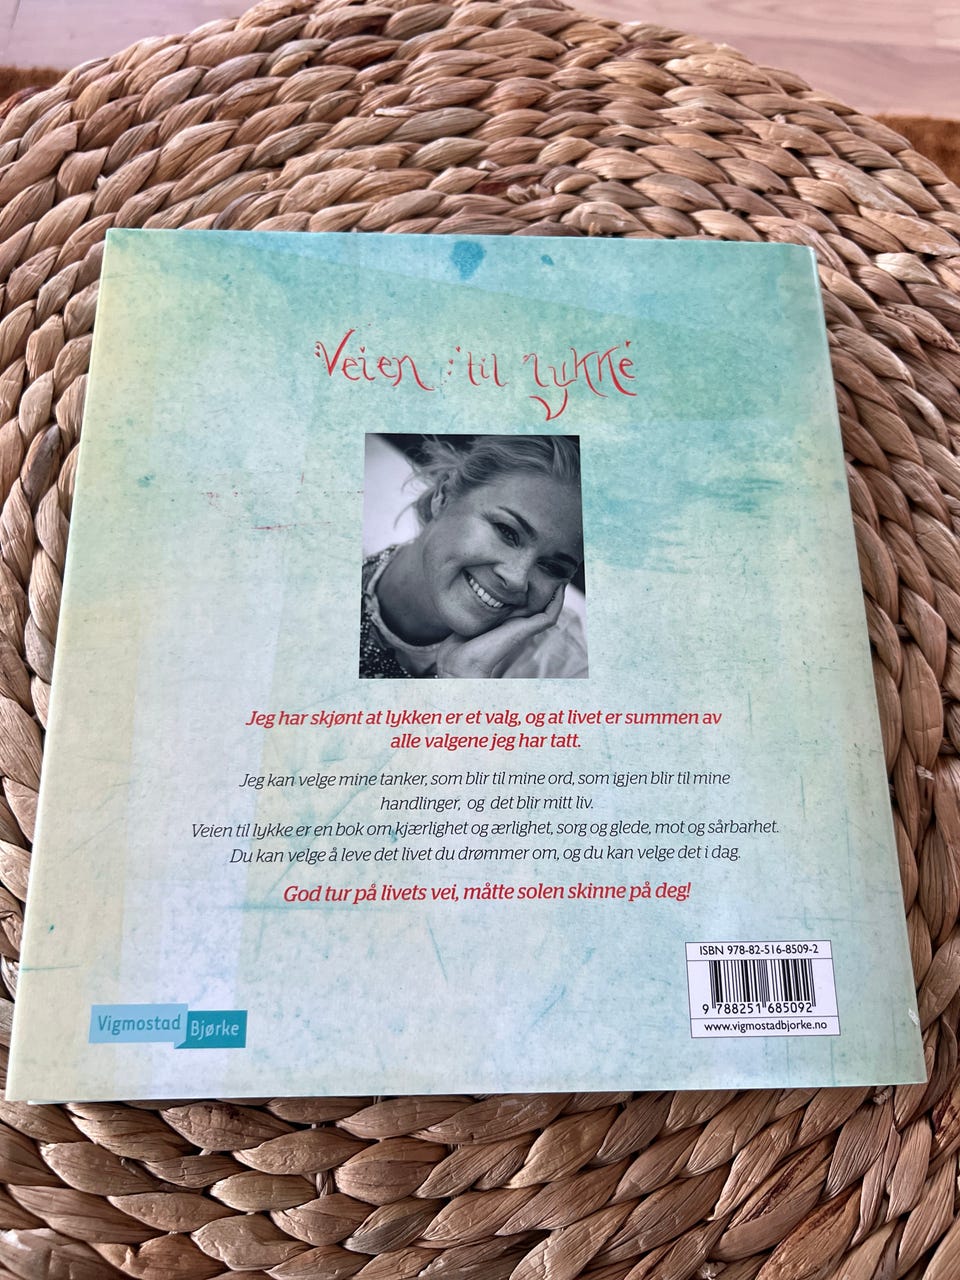 Veien til lykke
Jeg har skjønt at lykken er et valg, og at livet er summen av
alle valgene jeg har tatt.
Jeg kan velge mine tanker, som blir til mine ord, som igjen blir til mine
handlinger, og det blir mitt liv.
Veien til lykke er en bok om kjærlighet og ærlighet, sorg og glede, mot og sårbarhet.
Du kan velge å leve det livet du drømmer om, og du kan velge det i dag.
God tur på livets vei, måtte solen skinne på deg!
ISBN 978-82-516-8509-2
9 788251 685092
www.vigmostadbjorke.no
Vigmostad
Bjørke